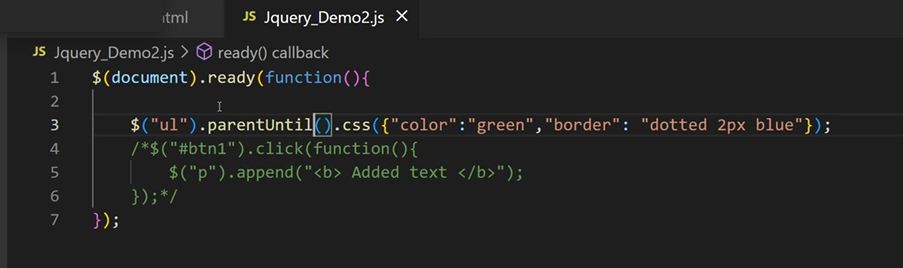 html
JS Jquery_Demo2.js ×
JS Jquery_Demo2.js > ready() callback
1 $(document).ready(function(){
2
3 $("ul").parentUntil().css({"color":"green","border": "dotted 2px blue"});
4 /*$("#btn1").click(function(){
5 $("p").append("<b> Added text </b>");
6 });*/
7 });